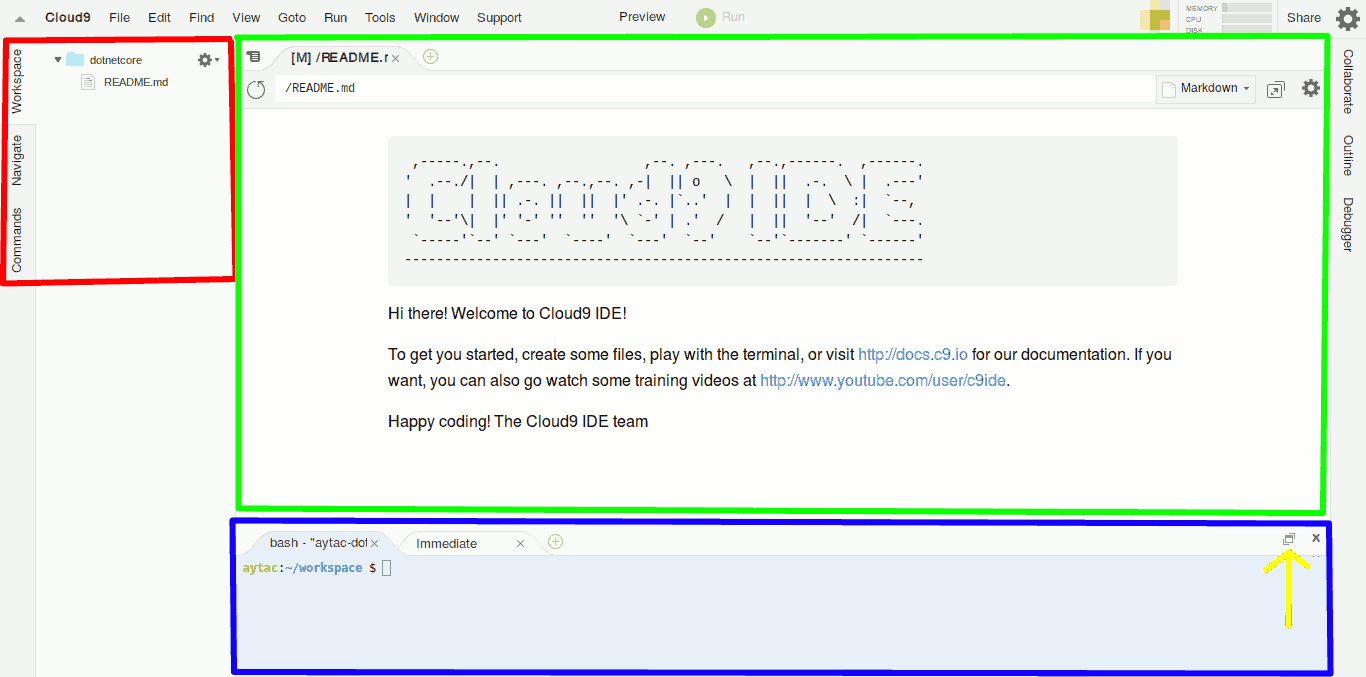 Cloud9 File Edit Find View Goto Run Tools Window Support Preview Run MEMORY CPU DISK Share
Workspace
Navigate
Commands
dotnetcore
README.md
[M] /README.r
/README.md
Markdown
 ,-----.,--.                  ,--. ,---.   ,--.,------.  ,------.
'  .--./|  | ,---. ,--.,--. ,-|  || o   \  |  ||  .-.  \ |  .---'
|  |    |  || .-. ||  ||  |' .-. |`..'  |  |  ||  |  \  :|  `--, 
'  '--'\|  |' '-' ''  ''  '\ `-' | .'  /   |  ||  '--'  /|  `---.
 `-----'`--' `---'  `----'  `---'  `--'    `--'`-------' `------'
-----------------------------------------------------------------
Hi there! Welcome to Cloud9 IDE!
To get you started, create some files, play with the terminal, or visit http://docs.c9.io for our documentation. If you
want, you can also go watch some training videos at http://www.youtube.com/user/c9ide.
Happy coding! The Cloud9 IDE team
bash - "aytac-dot
Immediate
aytac:~/workspace $
Collaborate
Outline
Debugger